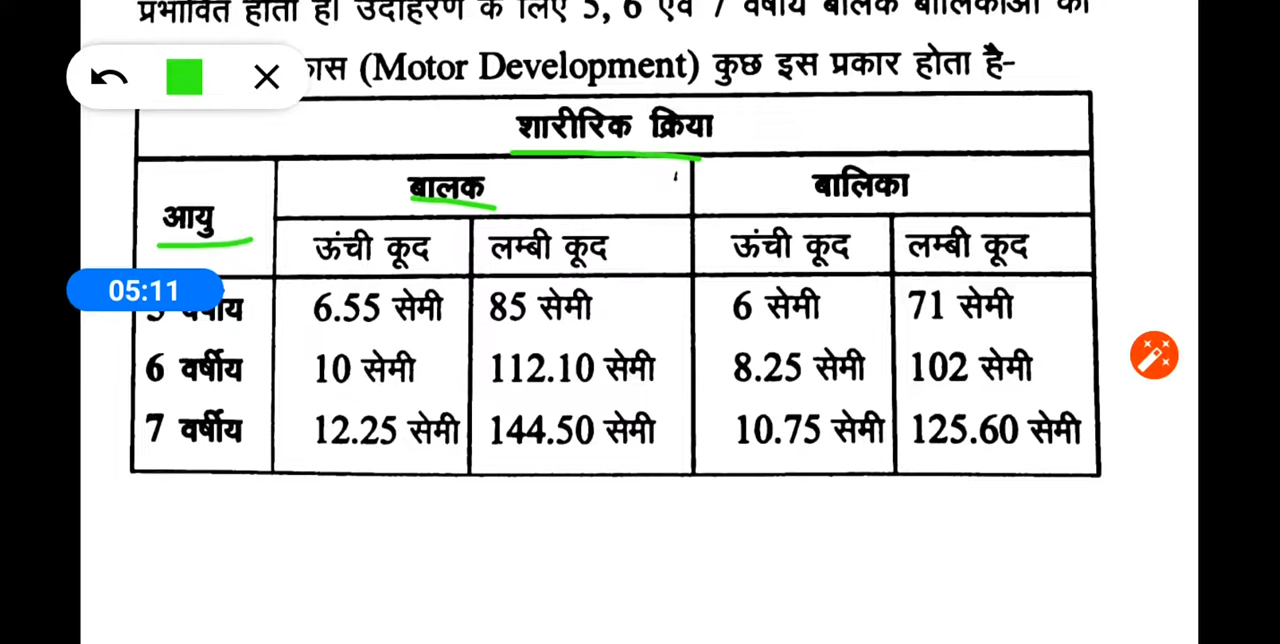 प्रभावित होता है। उदाहरण के लिए 5, 6 एवं 7 वर्षीय बालक बालिकाओं का
(Motor Development) कुछ इस प्रकार होता है-
शारीरिक क्रिया
आयु बालक बालिका
ऊंची कूद लम्बी कूद ऊंची कूद लम्बी कूद
05:11
5 वर्षीय 6.55 सेमी 85 सेमी 6 सेमी 71 सेमी
6 वर्षीय 10 सेमी 112.10 सेमी 8.25 सेमी 102 सेमी
7 वर्षीय 12.25 सेमी 144.50 सेमी 10.75 सेमी 125.60 सेमी